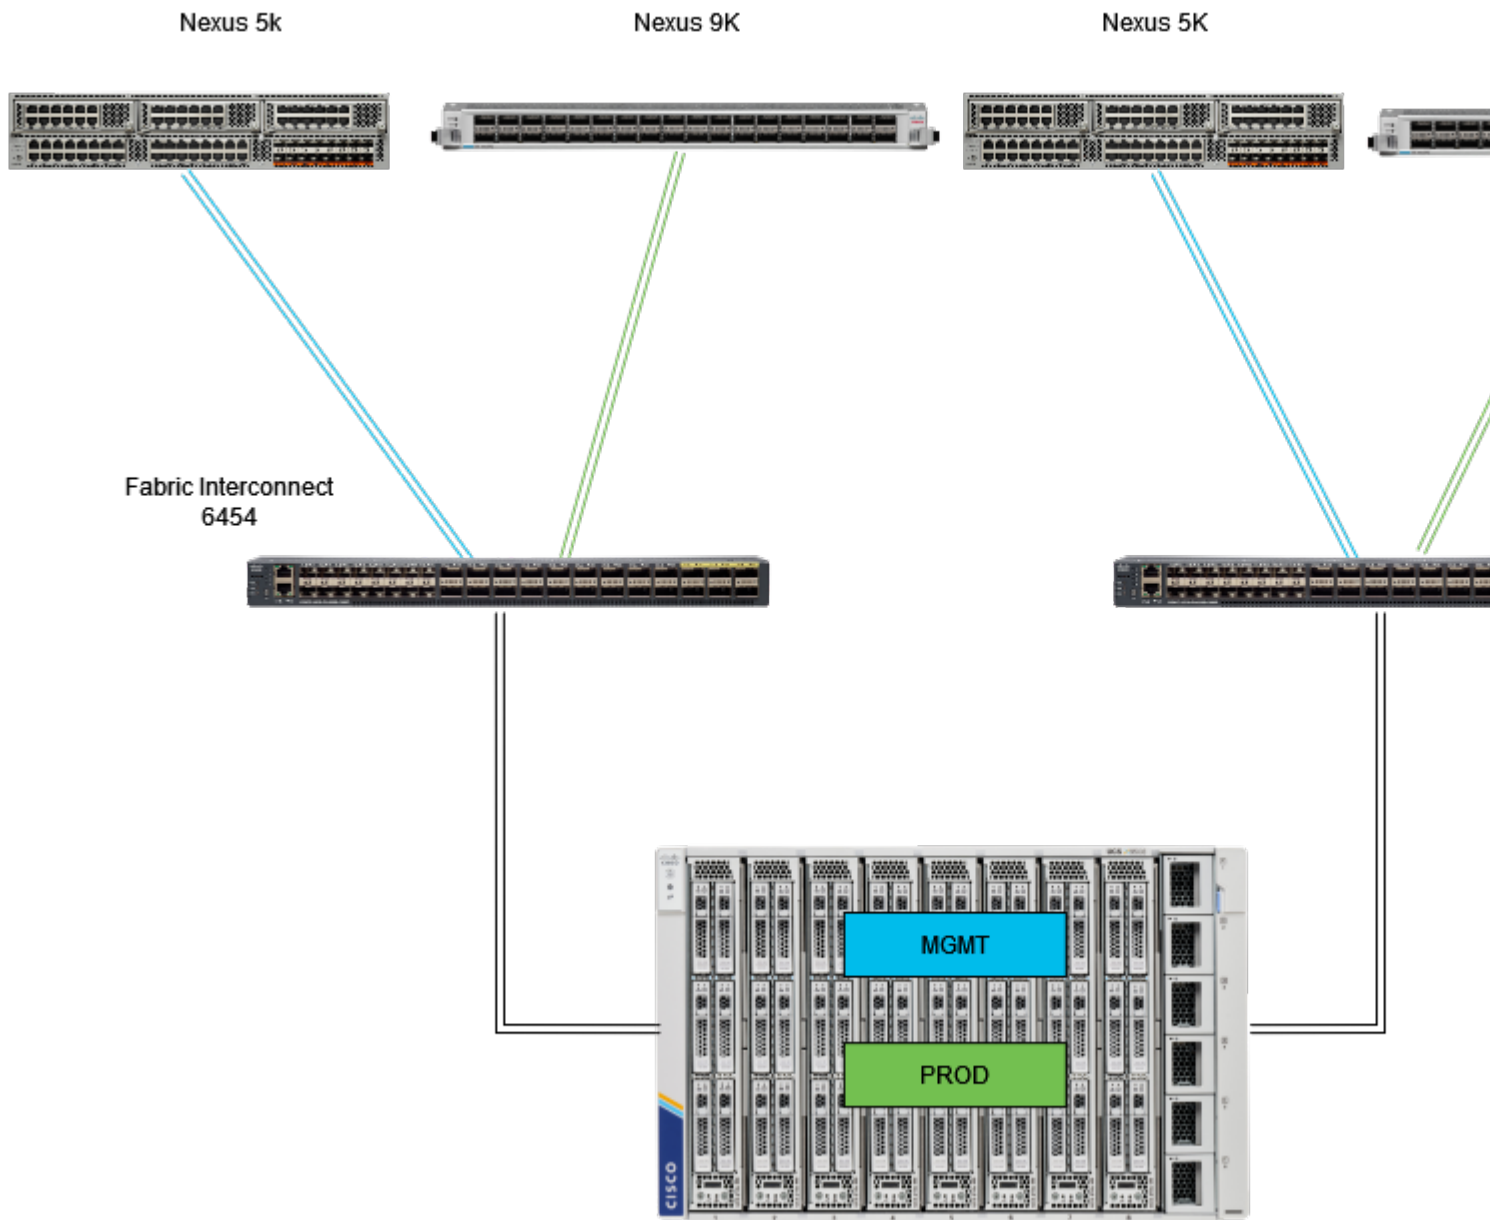 Nexus 5k
Nexus 9K
Nexus 5K
Fabric Interconnect
6454
MGMT
PROD
CISCO